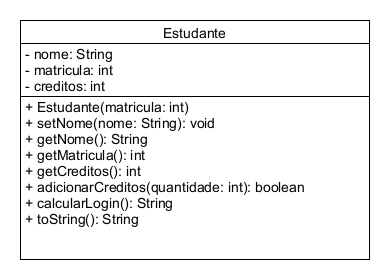 Estudante
- nome: String
- matricula: int
- creditos: int
+ Estudante(matricula: int)
+ setNome(nome: String): void
+ getNome(): String
+ getMatricula(): int
+ getCreditos(): int
+ adicionarCreditos(quantidade: int): boolean
+ calcularLogin(): String
+ toString(): String